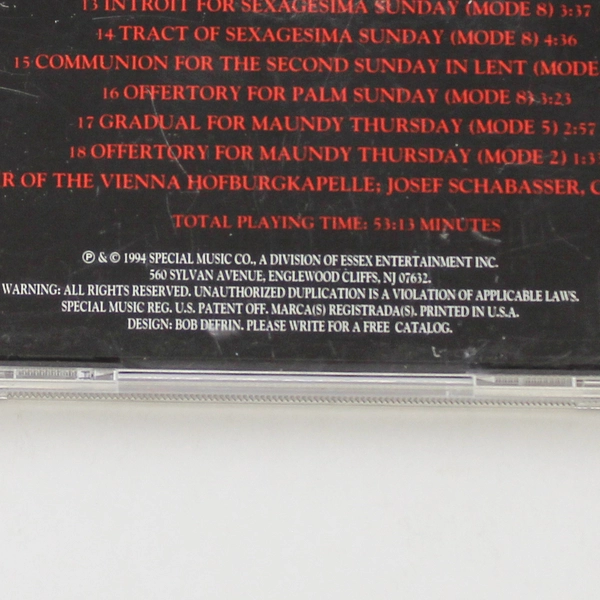 13 INTROIT FOR SEXAGESIMA SUNDAY (MODE 8) 3:37
14 TRACT OF SEXAGESIMA SUNDAY (MODE 8) 4:36
15 COMMUNION FOR THE SECOND SUNDAY IN LENT (MODE
16 OFFERTORY FOR PALM SUNDAY (MODE 8) 3:23
17 GRADUAL FOR MAUNDY THURSDAY (MODE 5) 2:57
18 OFFERTORY FOR MAUNDY THURSDAY (MODE 2)
OF THE VIENNA HOFBURGKAPELLE; JOSEF SCHABASSER,
TOTAL PLAYING TIME: 53:13 MINUTES
℗ & © 1994 SPECIAL MUSIC CO., A DIVISION OF ESSEX ENTERTAINMENT INC.
560 SYLVAN AVENUE, ENGLEWOOD CLIFFS, NJ 07632.
WARNING: ALL RIGHTS RESERVED. UNAUTHORIZED DUPLICATION IS A VIOLATION OF APPLICABLE LAWS.
SPECIAL MUSIC REG. U.S. PATENT OFF. MARCA(S) REGISTRADA(S). PRINTED IN U.S.A.
DESIGN: BOB DEFRIN. PLEASE WRITE FOR A FREE CATALOG.